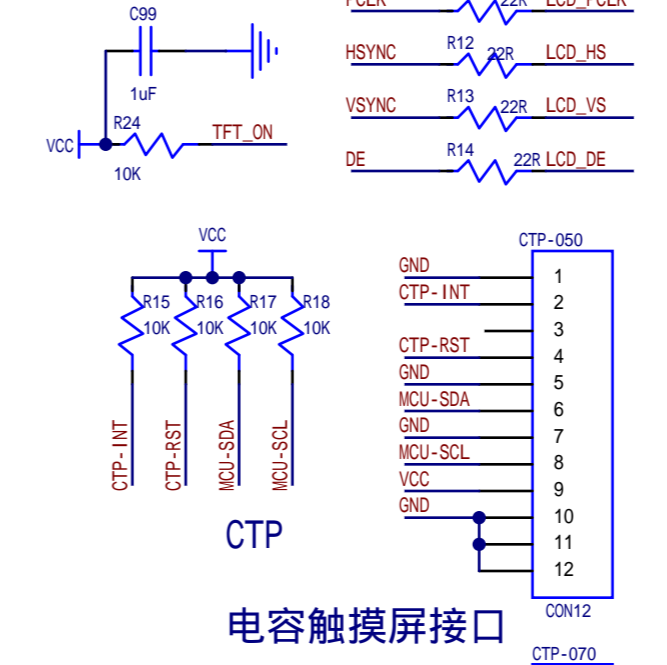 PCLK 22R LCD_PCLK
C99
1uF
R24
VCC TFT_ON
10K
HSYNC R12 22R LCD_HS
VSYNC R13 22R LCD_VS
DE R14 22R LCD_DE
VCC
R15 R16 R17 R18
10K 10K 10K 10K
CTP-INT
CTP-RST
MCU-SDA
MCU-SCL
CTP
CTP-050
GND 1
CTP-INT 2
3
CTP-RST 4
GND 5
MCU-SDA 6
GND 7
MCU-SCL 8
VCC 9
GND 10
11
12
CON12
电容触摸屏接口
CTP-070